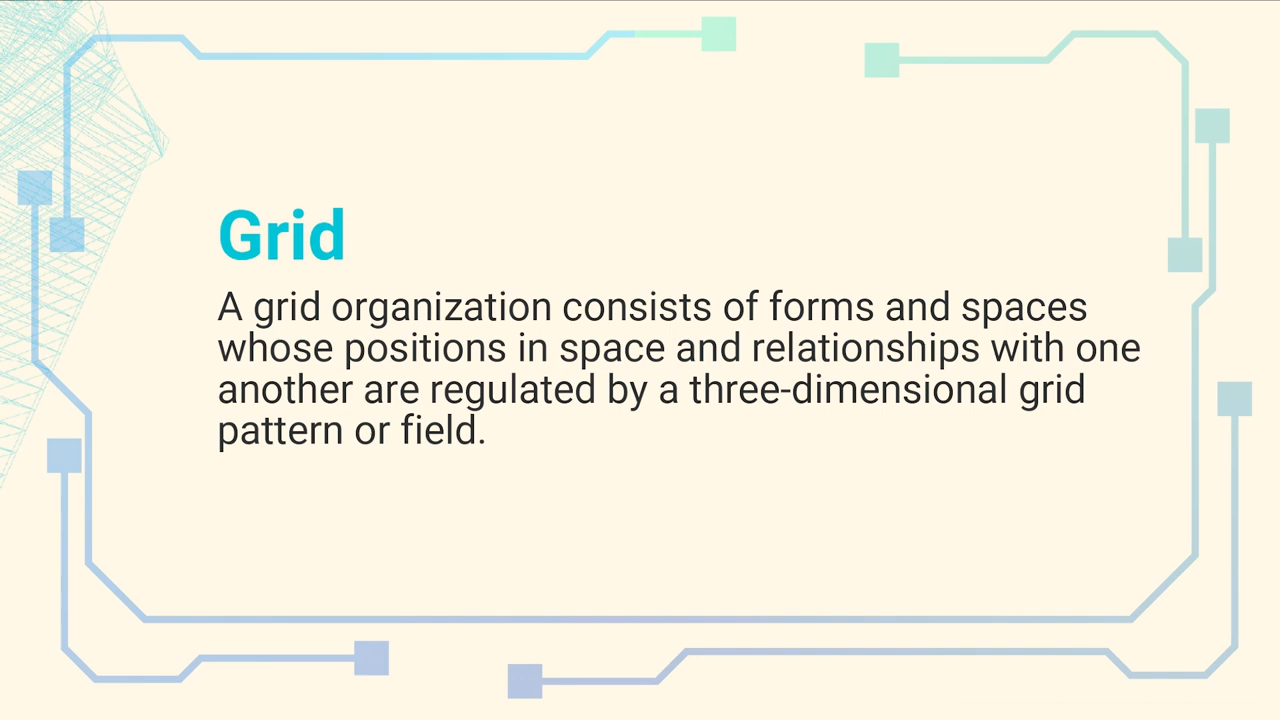 Grid
A grid organization consists of forms and spaces
whose positions in space and relationships with one
another are regulated by a three-dimensional grid
pattern or field.